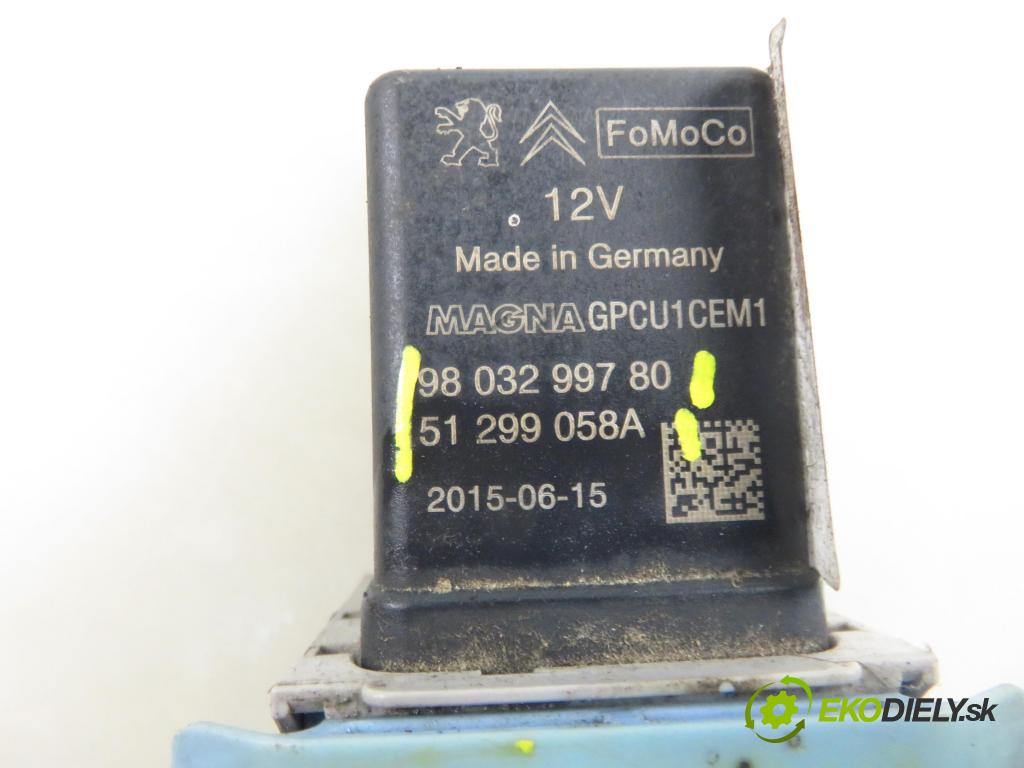 FoMoCo
12V
Made in Germany
MAGNA GPCU1CEM1
98 032 997 80
51 299 058A
2015-06-15
EKODIELY.sk